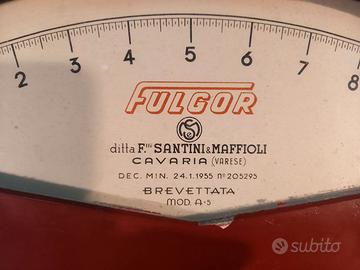 2 3 4 5 6 7 8
FULGOR
ditta F.lli SANTINI & MAFFIOLI
CAVARIA (VARESE)
DEC. MIN. 24.1.1955 N° 205293
BREVETTATA
MOD. A-5
subito